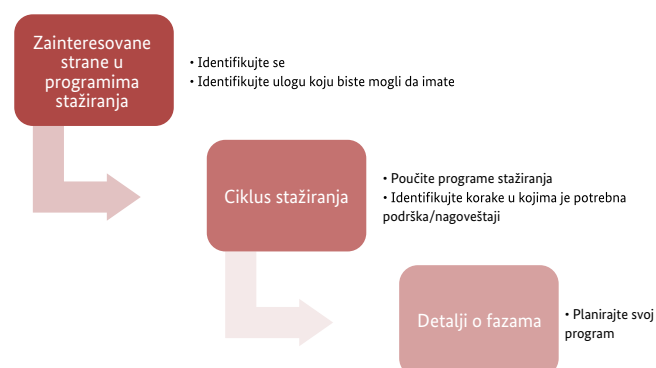 Zainteresovane
strane u
programima
stažiranja
• Identifikujte se
• Identifikujte ulogu koju biste mogli da imate
Ciklus stažiranja
• Poučite programe stažiranja
• Identifikujte korake u kojima je potrebna
podrška/nagoveštaji
Detalji o fazama
• Planirajte svoj
program